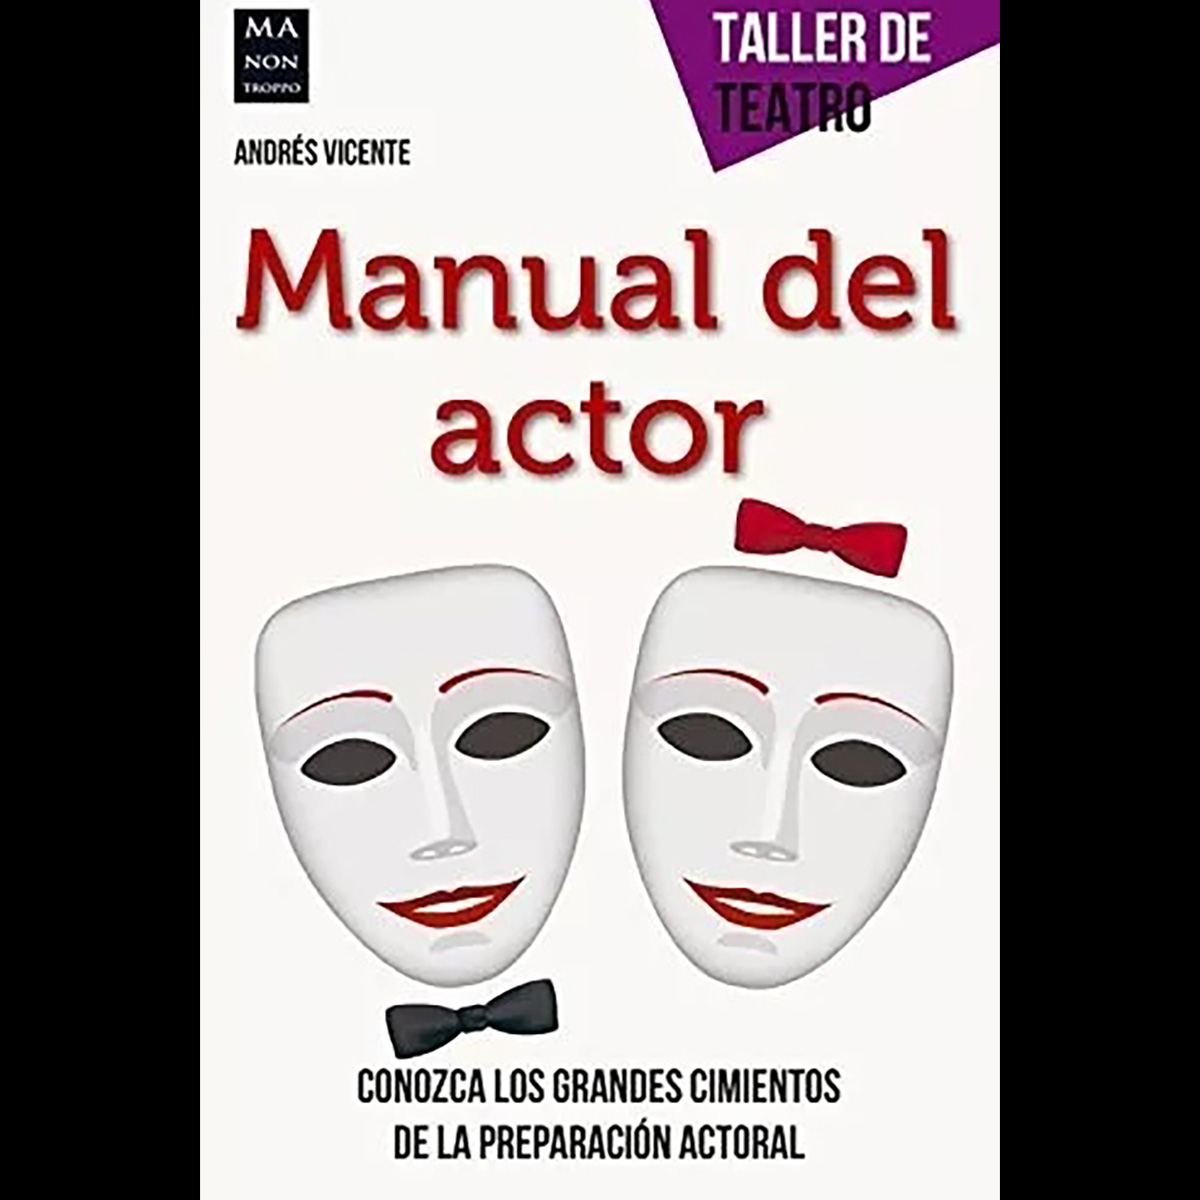 MA
NON
TROPPO
TALLER DE
TEATRO
ANDRÉS VICENTE
Manual del
actor
CONOZCA LOS GRANDES CIMIENTOS
DE LA PREPARACIÓN ACTORAL